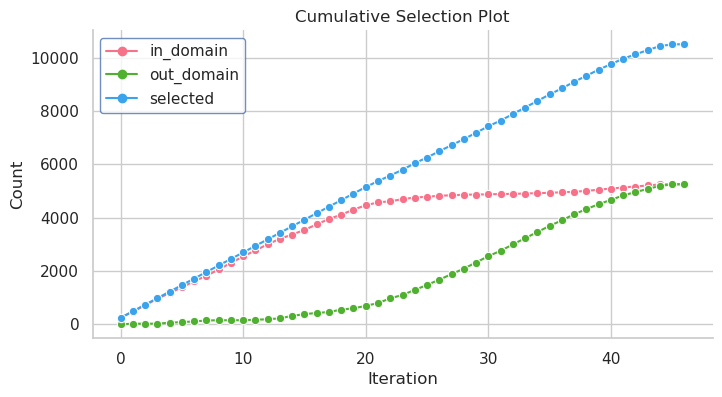 Cumulative Selection Plot
in_domain
out_domain
selected
10000
8000
6000
4000
2000
0
Count
0 10 20 30 40
Iteration